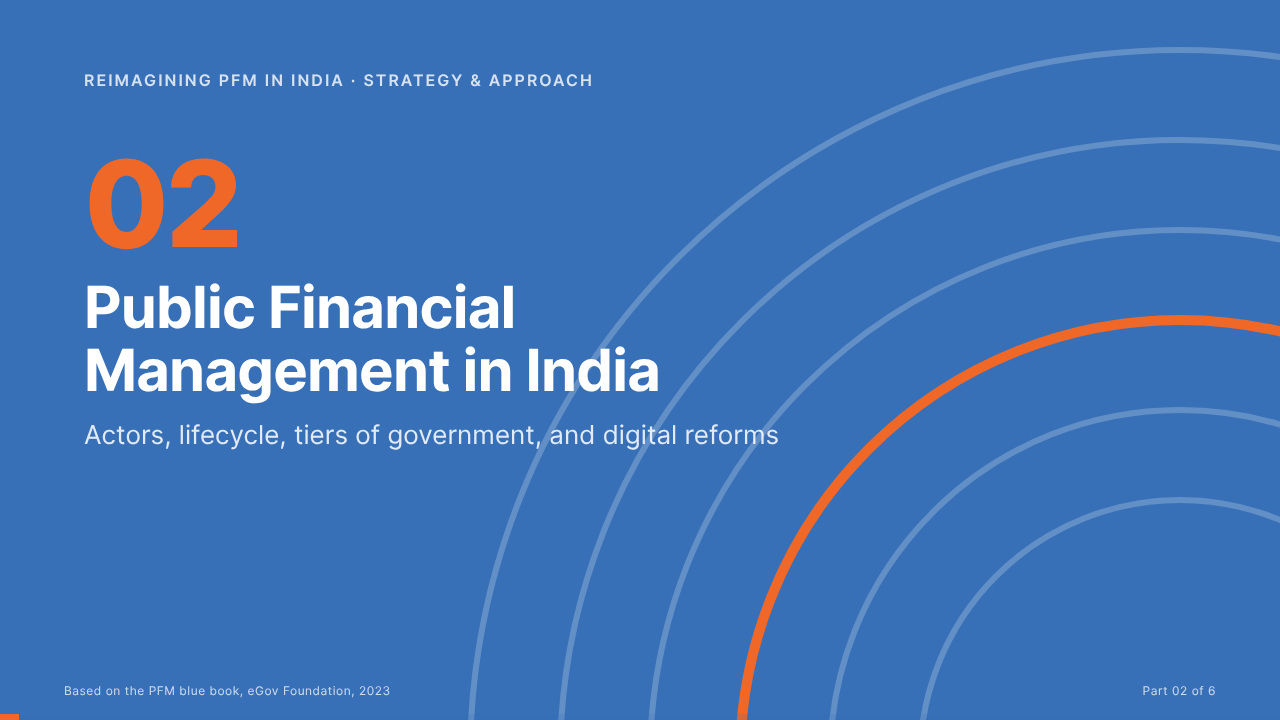 REIMAGINING PFM IN INDIA · STRATEGY & APPROACH
02
Public Financial
Management in India
Actors, lifecycle, tiers of government, and digital reforms
Based on the PFM blue book, eGov Foundation, 2023
Part 02 of 6